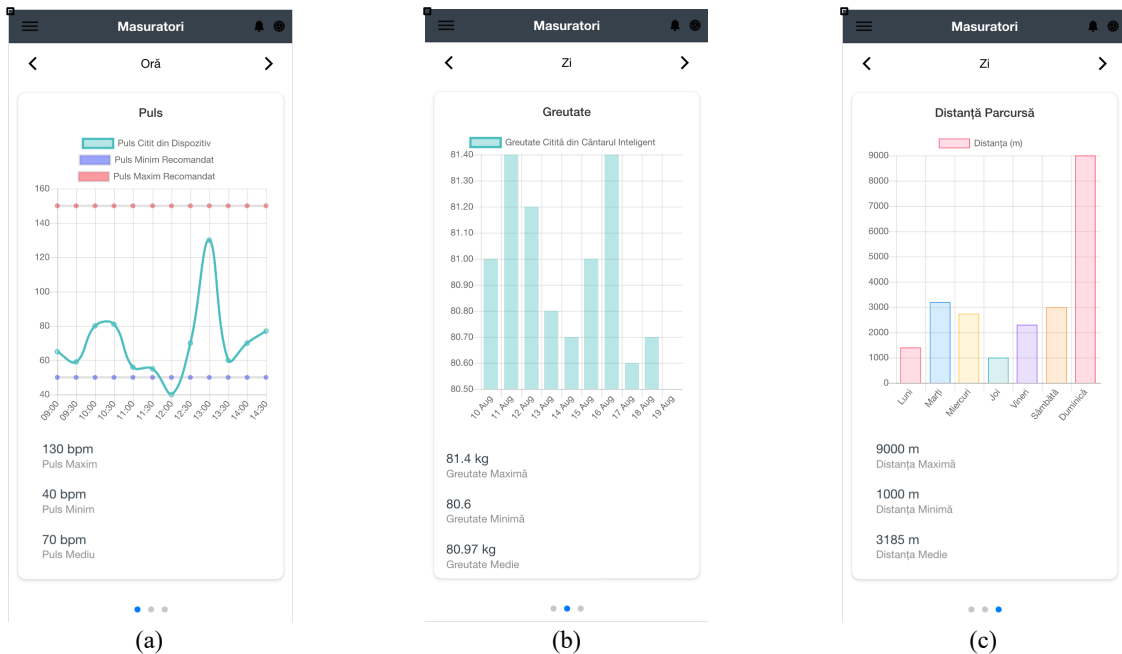 Masuratori
Oră
Puls
Puls Citit din Dispozitiv
Puls Minim Recomandat
Puls Maxim Recomandat
160
140
120
100
80
60
40
09:00 09:30 10:00 10:30 11:00 11:30 12:00 12:30 13:00 13:30 14:00 14:30
130 bpm
Puls Maxim
40 bpm
Puls Minim
70 bpm
Puls Mediu
(a)
Masuratori
Zi
Greutate
Greutate Citită din Cântarul Inteligent
81.40
81.30
81.20
81.10
81.00
80.90
80.80
80.70
80.60
80.50
10 Aug 11 Aug 12 Aug 13 Aug 14 Aug 15 Aug 16 Aug 17 Aug 18 Aug 19 Aug
81.4 kg
Greutate Maximă
80.6
Greutate Minimă
80.97 kg
Greutate Medie
(b)
Masuratori
Zi
Distanță Parcursă
Distanța (m)
9000
8000
7000
6000
5000
4000
3000
2000
1000
0
Luni Marți Miercuri Joi Vineri Sâmbătă Duminică
9000 m
Distanța Maximă
1000 m
Distanța Minimă
3185 m
Distanța Medie
(c)